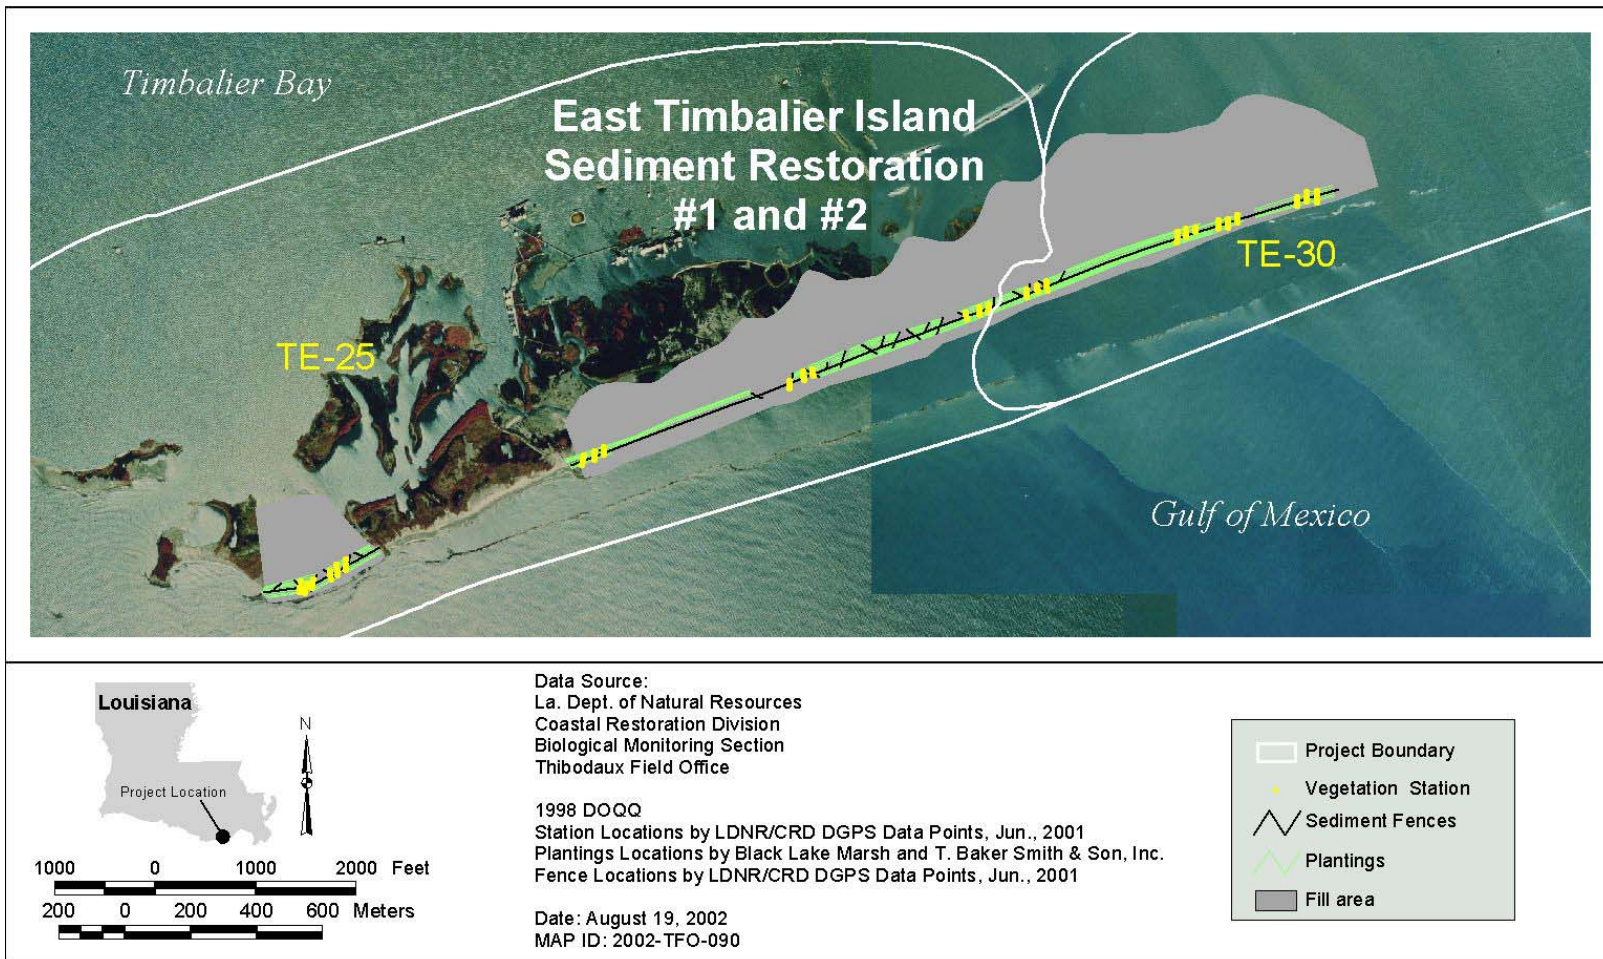 Timbalier Bay
East Timbalier Island
Sediment Restoration
#1 and #2
TE-30
TE-25
Gulf of Mexico
Louisiana
Project Location
N
1000 0 1000 2000 Feet
200 0 200 400 600 Meters
Data Source:
La. Dept. of Natural Resources
Coastal Restoration Division
Biological Monitoring Section
Thibodaux Field Office
1998 DOQQ
Station Locations by LDNR/CRD DGPS Data Points, Jun., 2001
Plantings Locations by Black Lake Marsh and T. Baker Smith & Son, Inc.
Fence Locations by LDNR/CRD DGPS Data Points, Jun., 2001
Date: August 19, 2002
MAP ID: 2002-TFO-090
Project Boundary
Vegetation Station
Sediment Fences
Plantings
Fill area